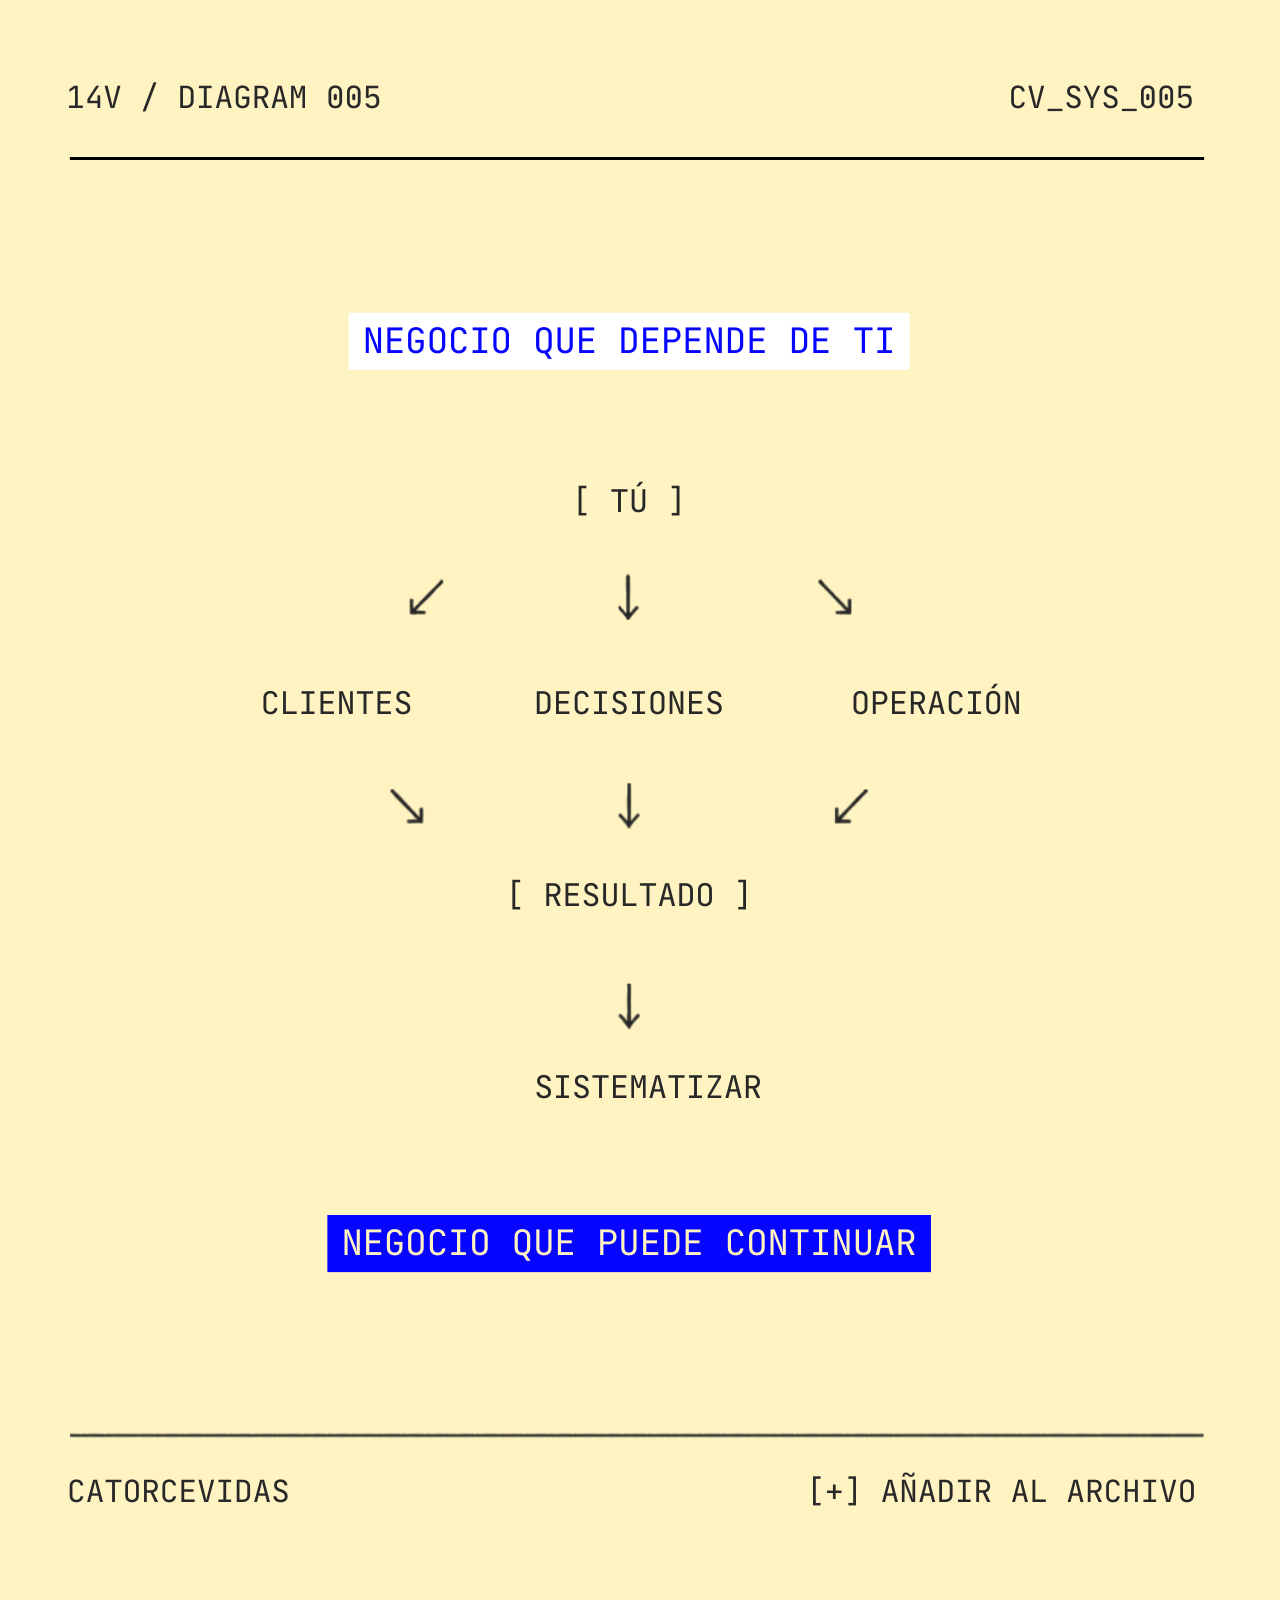 14V / DIAGRAM 005
CV_SYS_005
NEGOCIO QUE DEPENDE DE TI
[ TÚ ]
↙ ↓ ↘
CLIENTES DECISIONES OPERACIÓN
↘ ↓ ↙
[ RESULTADO ]
↓
SISTEMATIZAR
NEGOCIO QUE PUEDE CONTINUAR
CATORCEVIDAS
[+] AÑADIR AL ARCHIVO